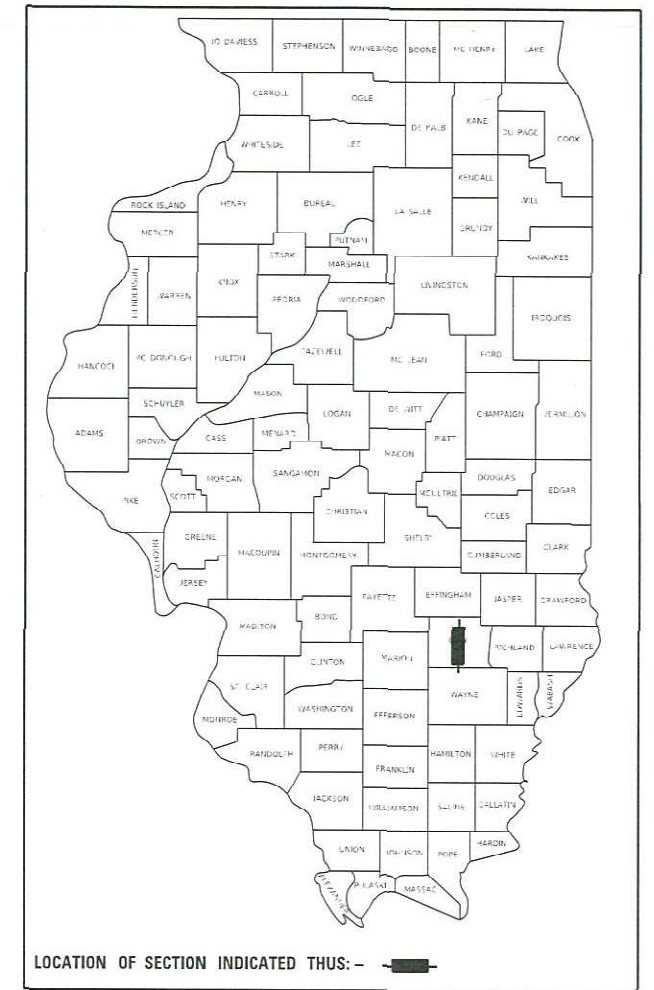 JO DAVIESS STEPHENSON WINNEBAGO BOONE MC HENRY LAKE
CARROLL OGLE
DE KALB KANE DU PAGE COOK
WHITESIDE LEE
KENDALL
ROCK ISLAND HENRY BUREAU LA SALLE GRUNDY WILL
MERCER PUTNAM
STARK MARSHALL KANKAKEE
HENDERSON WARREN KNOX PEORIA WOODFORD LIVINGSTON
IROQUOIS
HANCOCK MC DONOUGH FULTON TAZEWELL MC LEAN FORD
MASON
SCHUYLER LOGAN DE WITT CHAMPAIGN VERMILION
ADAMS BROWN CASS MENARD PIATT
MACON
PIKE SCOTT MORGAN SANGAMON MOULTRIE DOUGLAS EDGAR
CHRISTIAN COLES
GREENE MACOUPIN MONTGOMERY SHELBY
CALHOUN CUMBERLAND CLARK
JERSEY FAYETTE EFFINGHAM JASPER CRAWFORD
MADISON BOND
MARION RICHLAND LAWRENCE
CLINTON
ST. CLAIR WAYNE EDWARDS WABASH
MONROE WASHINGTON JEFFERSON
RANDOLPH PERRY HAMILTON WHITE
FRANKLIN
JACKSON WILLIAMSON SALINE GALLATIN
UNION JOHNSON POPE HARDIN
ALEXANDER PULASKI MASSAC
LOCATION OF SECTION INDICATED THUS: –